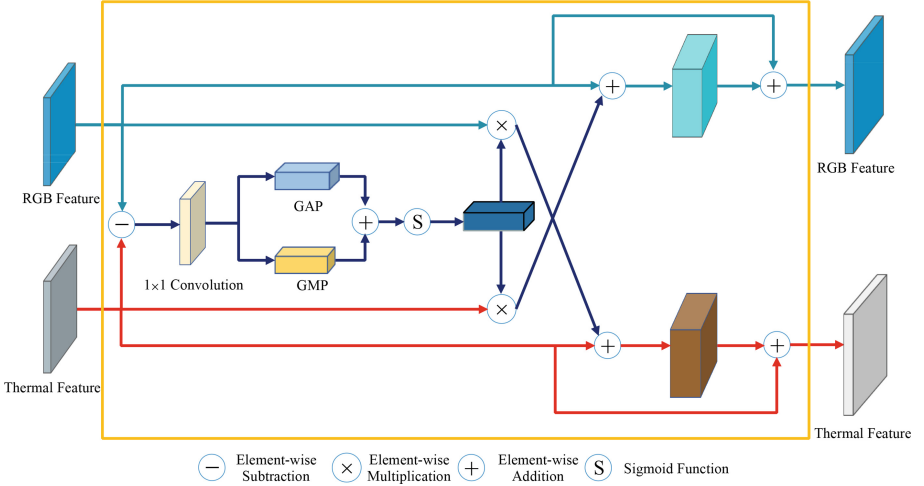 RGB Feature
RGB Feature
GAP
GMP
1×1 Convolution
Thermal Feature
Thermal Feature
−
S
+
×
×
+
+
+
+
− Element-wise Subtraction
× Element-wise Multiplication
+ Element-wise Addition
S Sigmoid Function